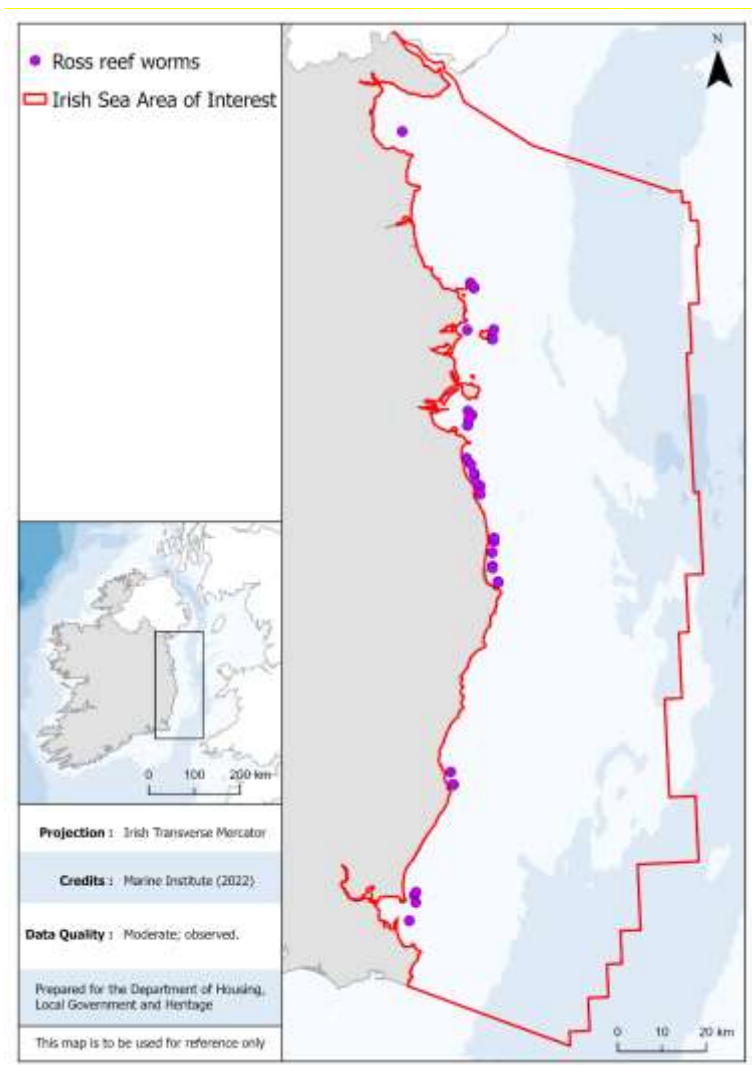 Ross reef worms
Irish Sea Area of Interest
N
0 100 200 km
Projection : Irish Transverse Mercator
Credits : Marine Institute (2022)
Data Quality : Moderate; observed.
Prepared for the Department of Housing,
Local Government and Heritage
This map is to be used for reference only
0 10 20 km